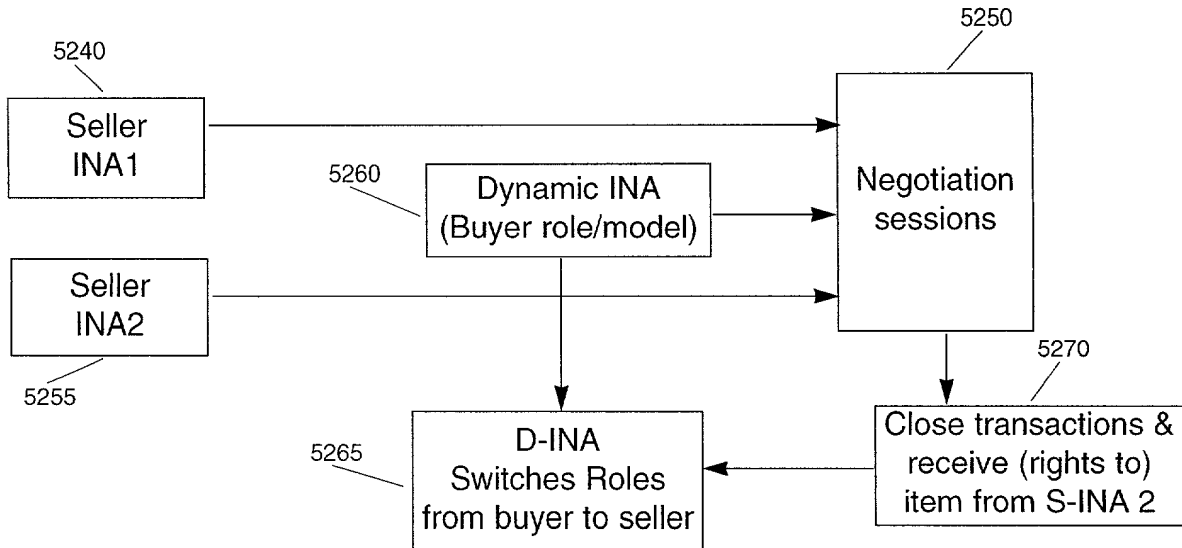 5240
5250
Seller
INA1
5260
Dynamic INA
(Buyer role/model)
Negotiation
sessions
Seller
INA2
5255
5270
5265
D-INA
Switches Roles
from buyer to seller
Close transactions &
receive (rights to)
item from S-INA 2